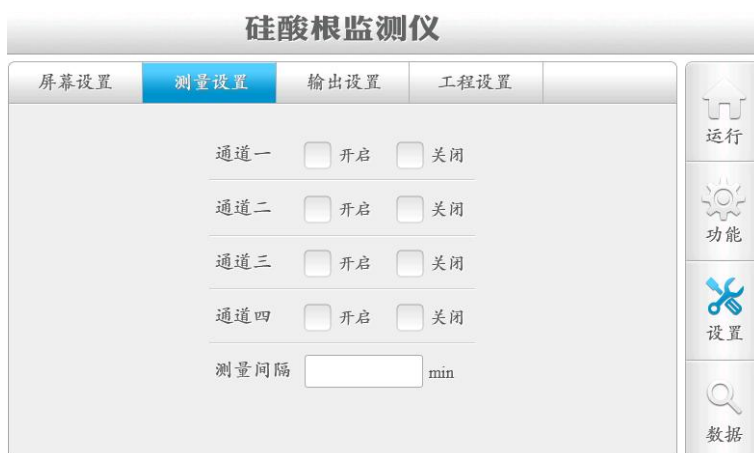 硅酸根监测仪
屏幕设置 测量设置 输出设置 工程设置
通道一 开启 关闭
通道二 开启 关闭
通道三 开启 关闭
通道四 开启 关闭
测量间隔 min
运行
功能
设置
数据